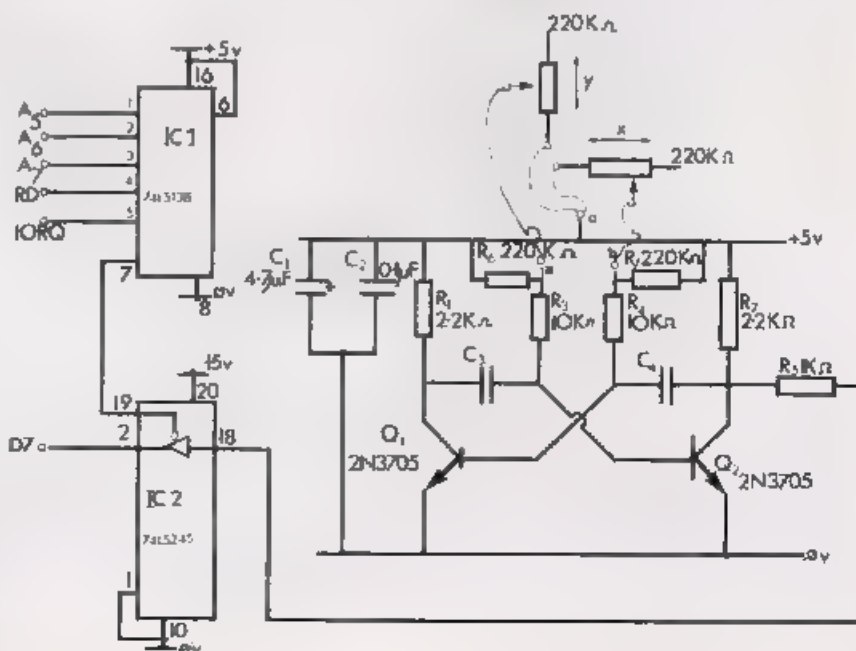 220KΩ
+5v
16
y
A5
1
6
A6
2
IC1
x
A7
3
220KΩ
RD
4
74LS138
IORQ
5
a
+5v
C1
4·7µF
C2
R6 220KΩ
220KΩ
7
8
0v
R1
2·2KΩ
R3
10KΩ
R4
10KΩ
R2
2·2KΩ
C3
C4
R5 1KΩ
+5v
20
19
2
18
D7
Q1
2N3705
Q2
2N3705
IC2
74LS245
1
0v
10
0v